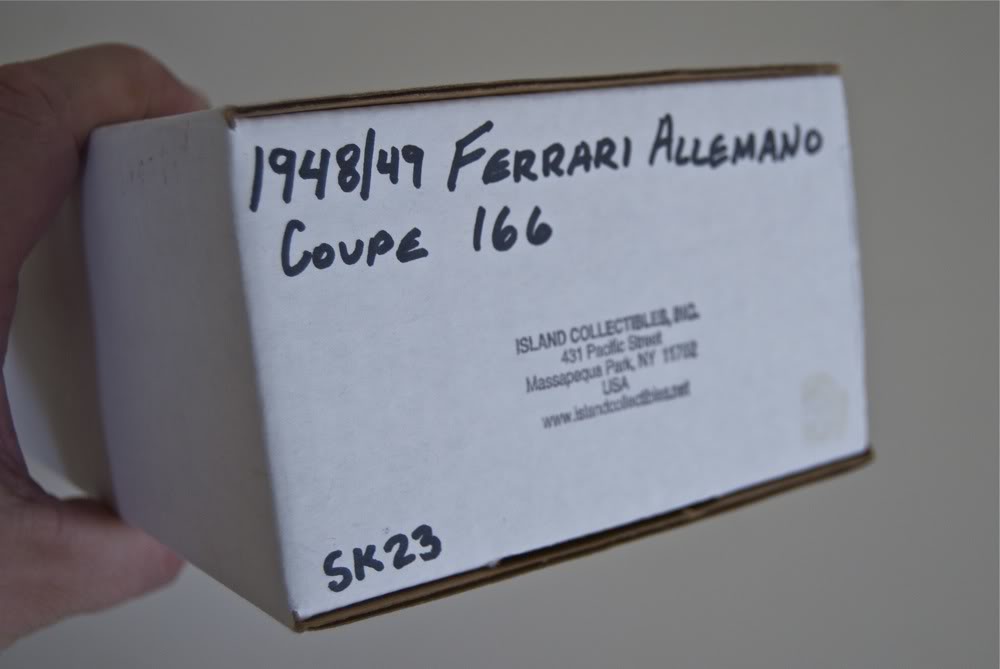 1948/49 FERRARI ALLEMANO
COUPE 166
ISLAND COLLECTIBLES, INC.
431 Pacific Street
Massapequa Park, NY 11762
USA
www.islandcollectibles.net
SK23